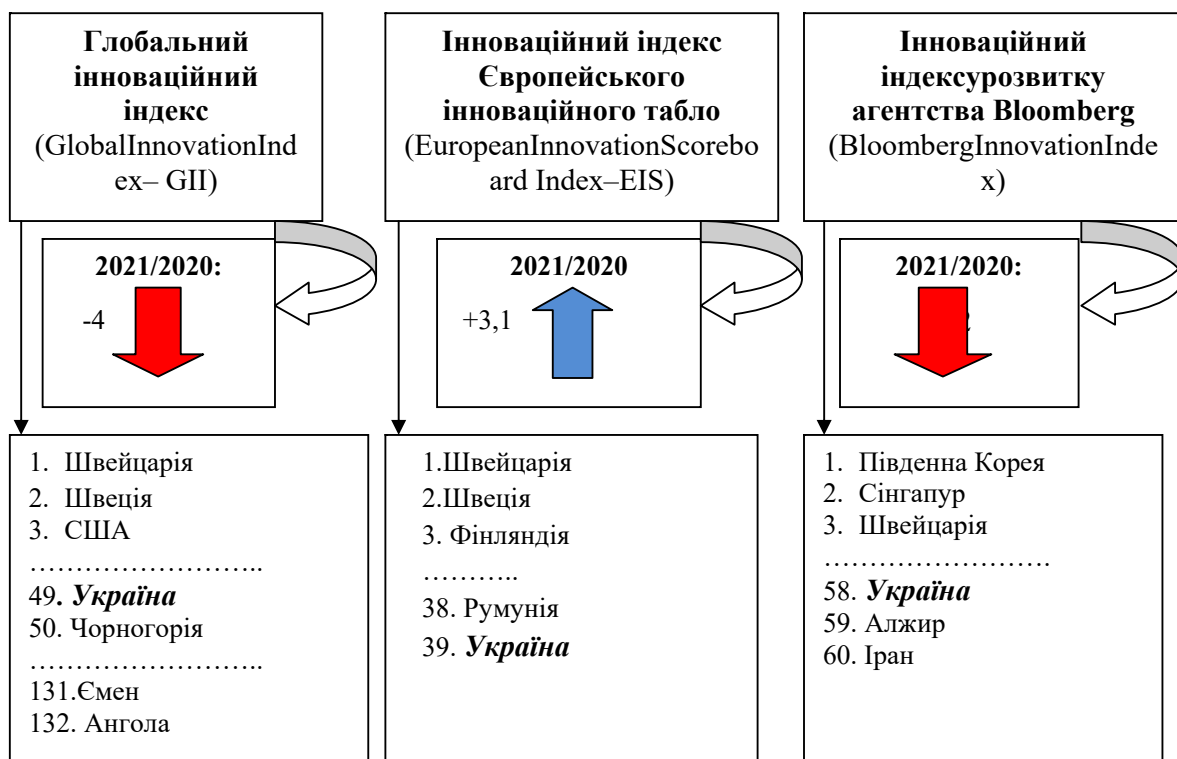 Глобальний
інноваційний
індекс
(GlobalInnovationInd
ex– GII)
Інноваційний індекс
Європейського
інноваційного табло
(EuropeanInnovationScorebo
ard Index–EIS)
Інноваційний
індексурозвитку
агентства Bloomberg
(BloombergInnovationInde
x)
2021/2020:
-4
2021/2020
+3,1
2021/2020:
1. Швейцарія
2. Швеція
3. США
……………………..
49. Україна
50. Чорногорія
……………………..
131.Ємен
132. Ангола
1.Швейцарія
2.Швеція
3. Фінляндія
………..
38. Румунія
39. Україна
1. Південна Корея
2. Сінгапур
3. Швейцарія
…………………….
58. Україна
59. Алжир
60. Іран